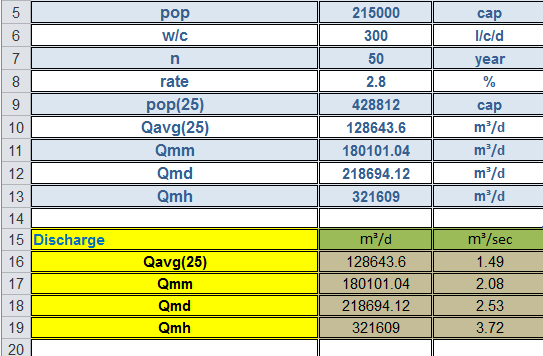 5 pop 215000 cap
6 w/c 300 l/c/d
7 n 50 year
8 rate 2.8 %
9 pop(25) 428812 cap
10 Qavg(25) 128643.6 m³/d
11 Qmm 180101.04 m³/d
12 Qmd 218694.12 m³/d
13 Qmh 321609 m³/d
14
15 Discharge m³/d m³/sec
16 Qavg(25) 128643.6 1.49
17 Qmm 180101.04 2.08
18 Qmd 218694.12 2.53
19 Qmh 321609 3.72
20